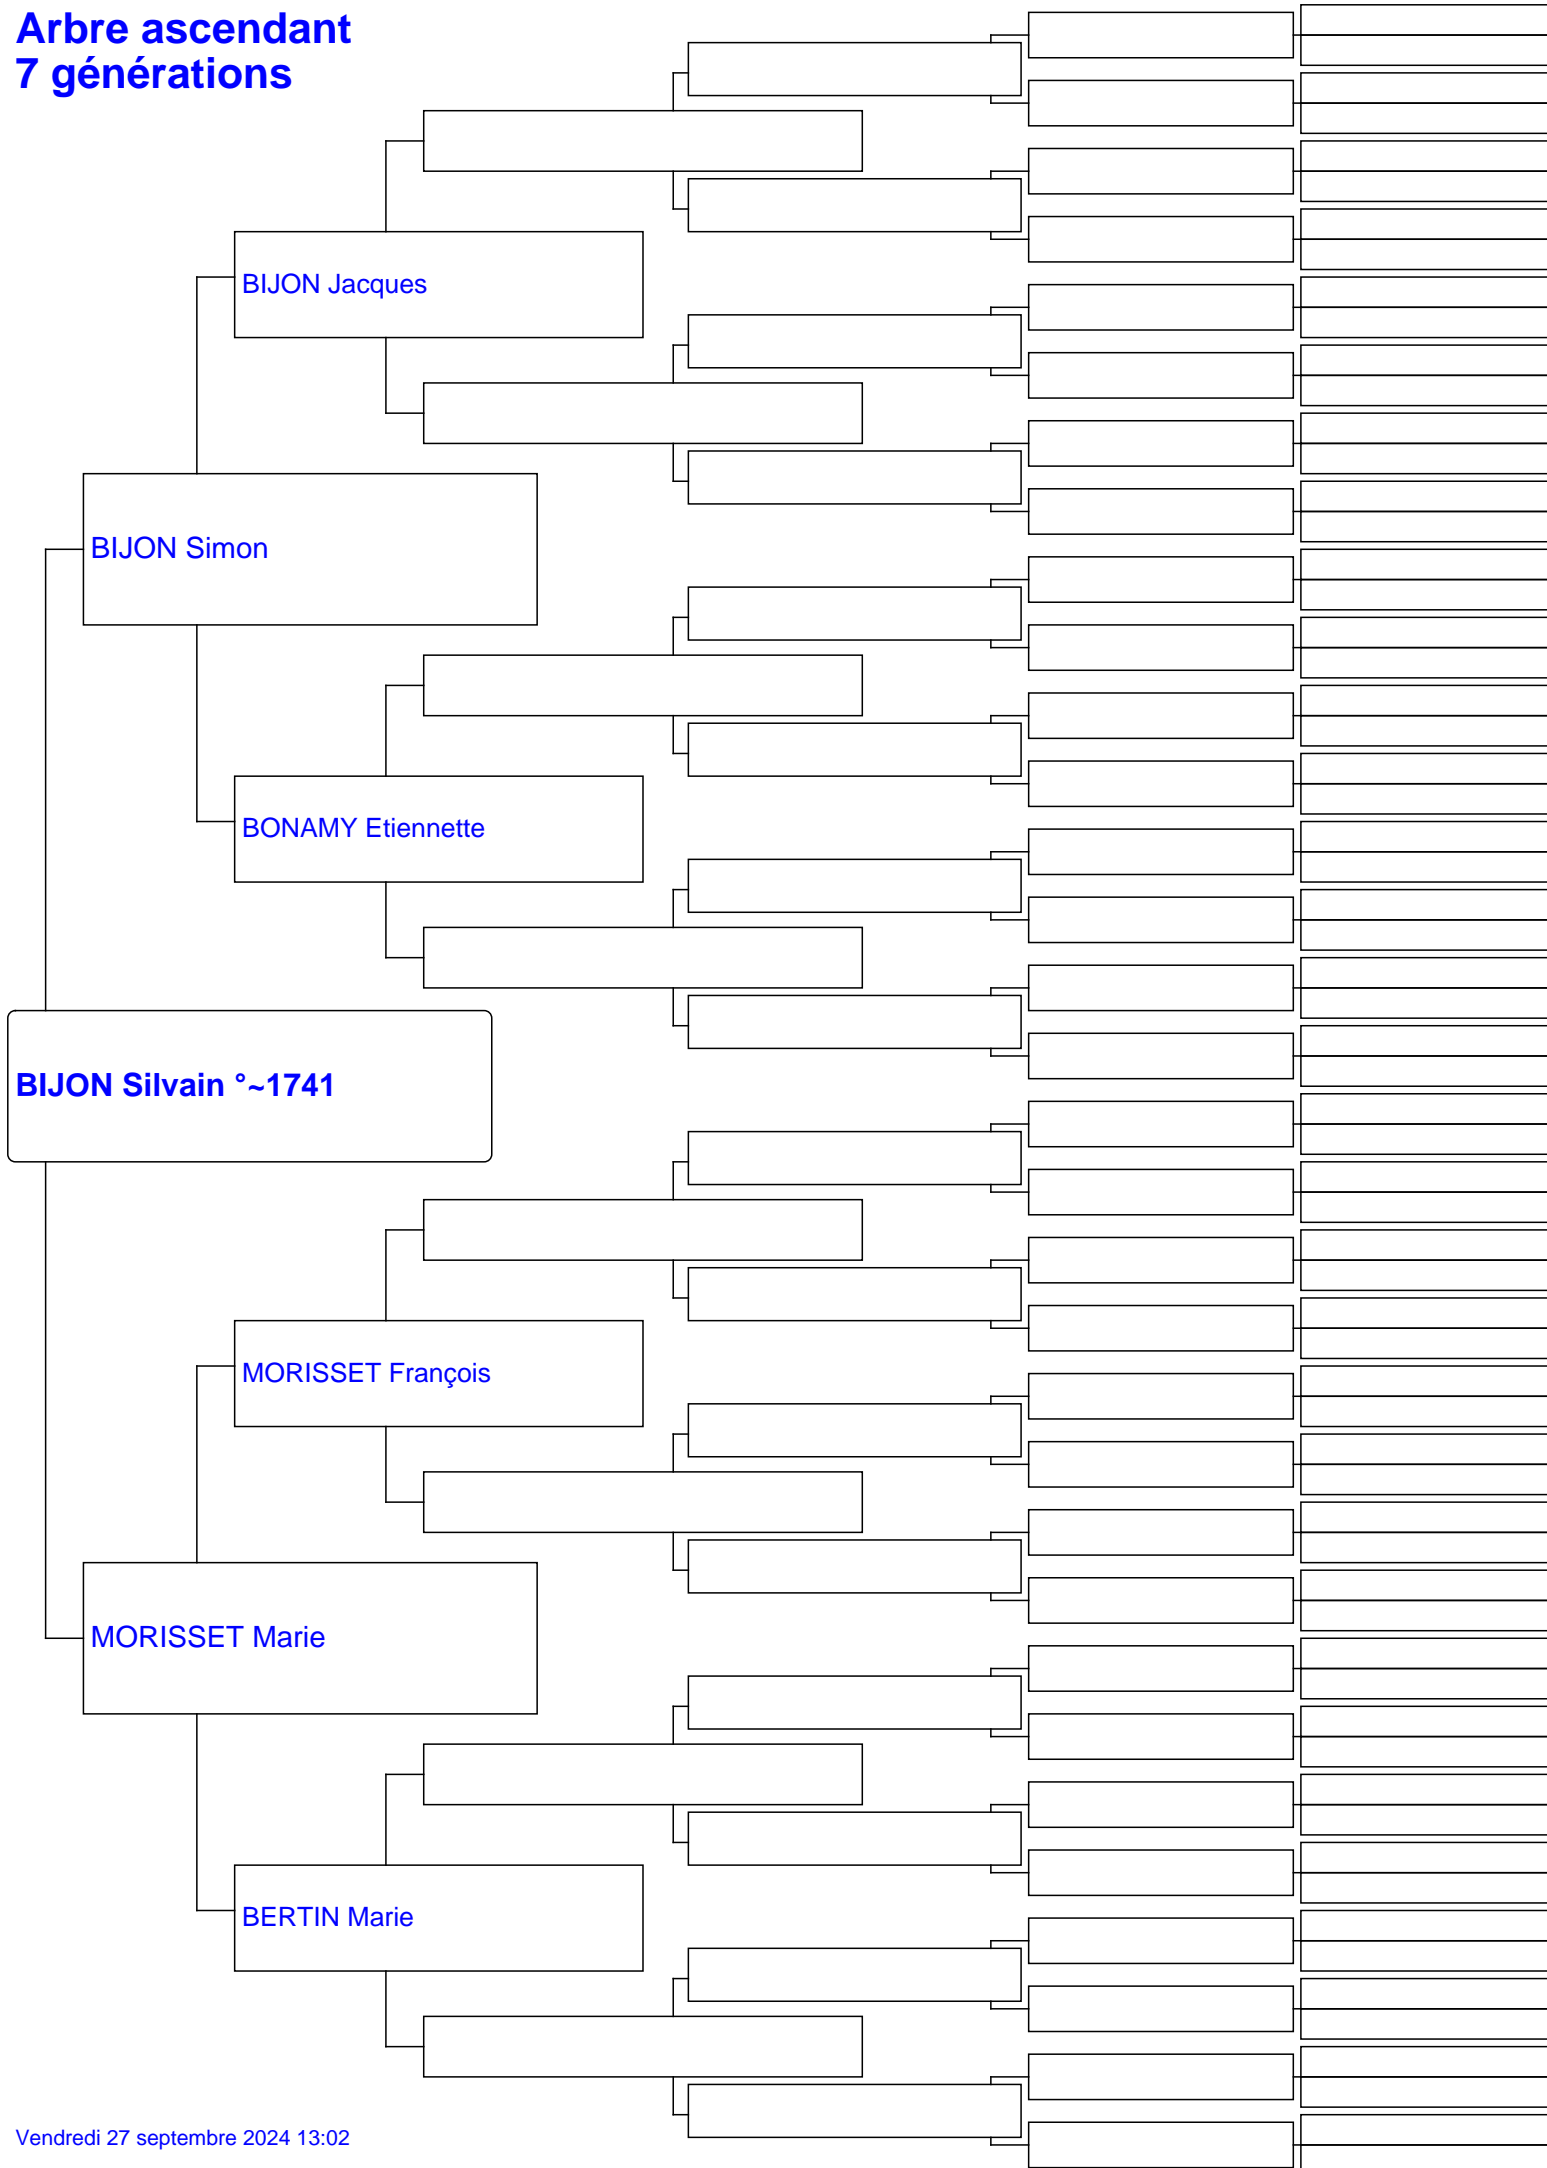 Arbre ascendant
7 générations
BIJON Jacques
BIJON Simon
BONAMY Etiennette
BIJON Silvain °~1741
MORISSET François
MORISSET Marie
BERTIN Marie
Vendredi 27 septembre 2024 13:02